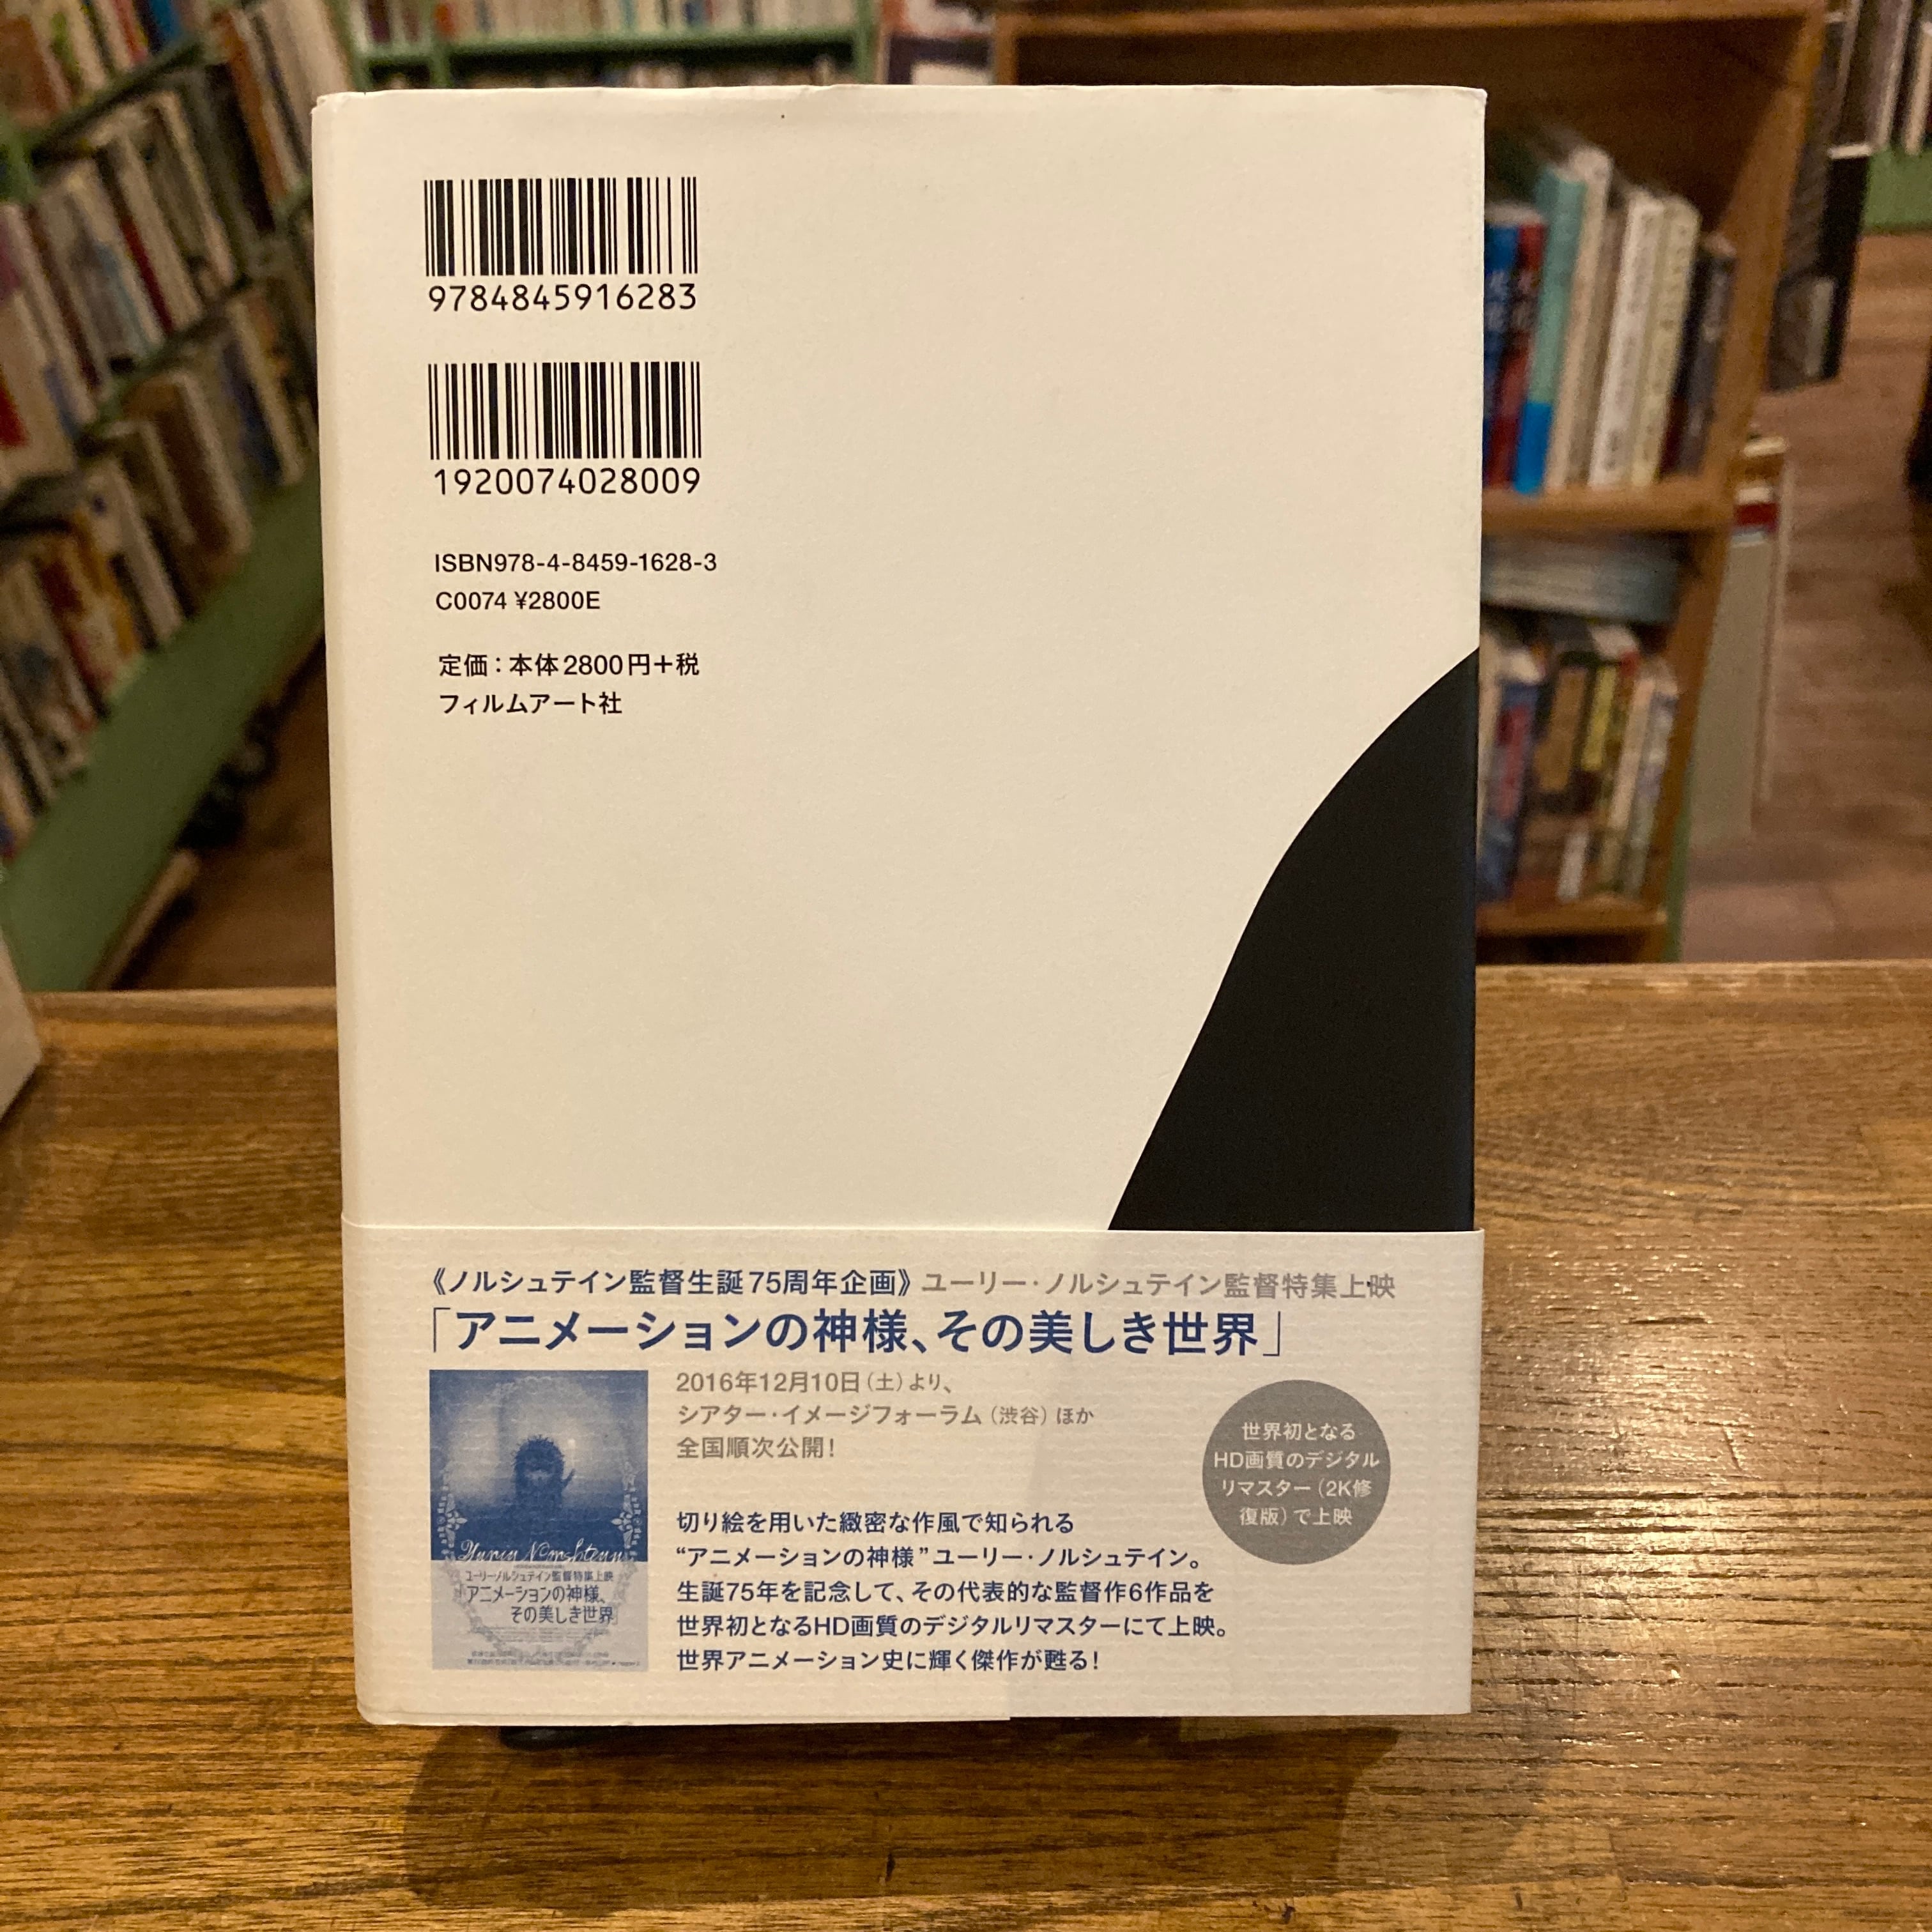 9784845916283
1920074028009
ISBN978-4-8459-1628-3
C0074 ¥2800E
定価：本体2800円＋税
フィルムアート社
《ノルシュテイン監督生誕75周年企画》ユーリー・ノルシュテイン監督特集上映
「アニメーションの神様、その美しき世界」
2016年12月10日（土）より、
シアター・イメージフォーラム（渋谷）ほか
全国順次公開！
世界初となる
HD画質のデジタル
リマスター（2K修
復版）で上映
切り絵を用いた緻密な作風で知られる
“アニメーションの神様”ユーリー・ノルシュテイン。
生誕75年を記念して、その代表的な監督作6作品を
世界初となるHD画質のデジタルリマスターにて上映。
世界アニメーション史に輝く傑作が甦る！
Yuriy Norshteyn
ユーリー・ノルシュテイン監督特集上映
「アニメーションの神様、
その美しき世界」